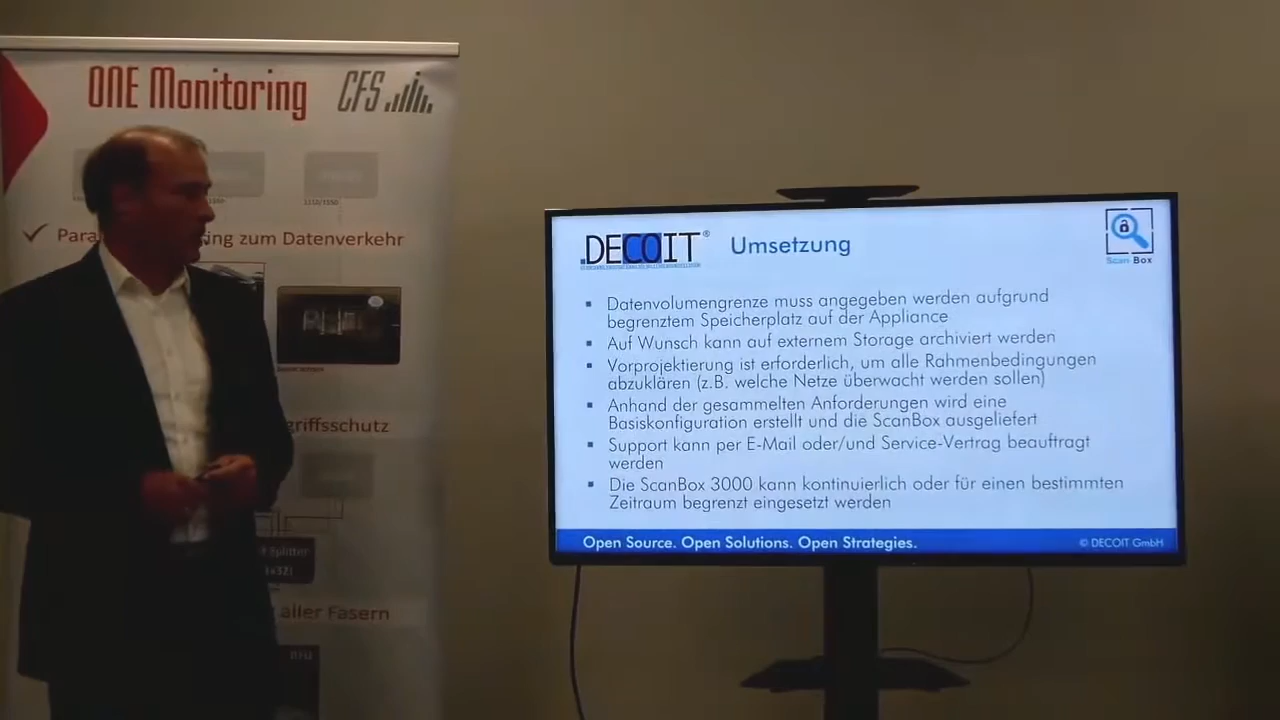 ONE Monitoring
CFS
1310/1550
Para
ng zum Datenverkehr
griffsschutz
Splitter
aller Fasern
DECOIT®
Umsetzung
Scan Box
▪ Datenvolumengrenze muss angegeben werden aufgrund
begrenztem Speicherplatz auf der Appliance
▪ Auf Wunsch kann auf externem Storage archiviert werden
▪ Vorprojektierung ist erforderlich, um alle Rahmenbedingungen
abzuklären (z.B. welche Netze überwacht werden sollen)
▪ Anhand der gesammelten Anforderungen wird eine
Basiskonfiguration erstellt und die ScanBox ausgeliefert
▪ Support kann per E-Mail oder/und Service-Vertrag beauftragt
werden
▪ Die ScanBox 3000 kann kontinuierlich oder für einen bestimmten
Zeitraum begrenzt eingesetzt werden
Open Source. Open Solutions. Open Strategies.
© DECOIT GmbH